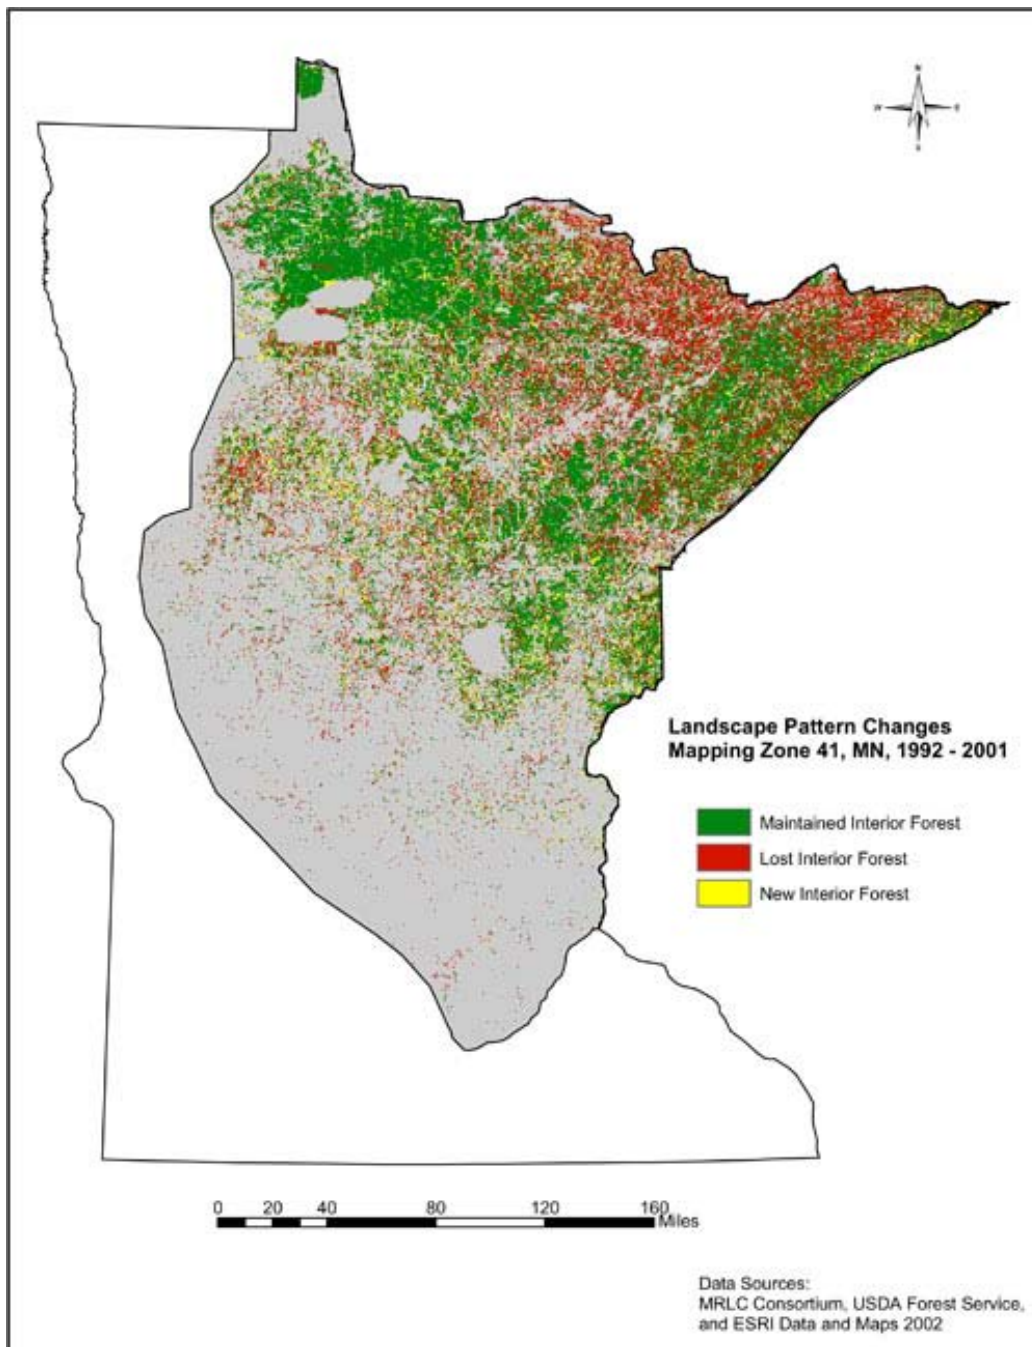 N
W E
S
Landscape Pattern Changes
Mapping Zone 41, MN, 1992 - 2001
Maintained Interior Forest
Lost Interior Forest
New Interior Forest
0 20 40 80 120 160
Miles
Data Sources:
MRLC Consortium, USDA Forest Service,
and ESRI Data and Maps 2002